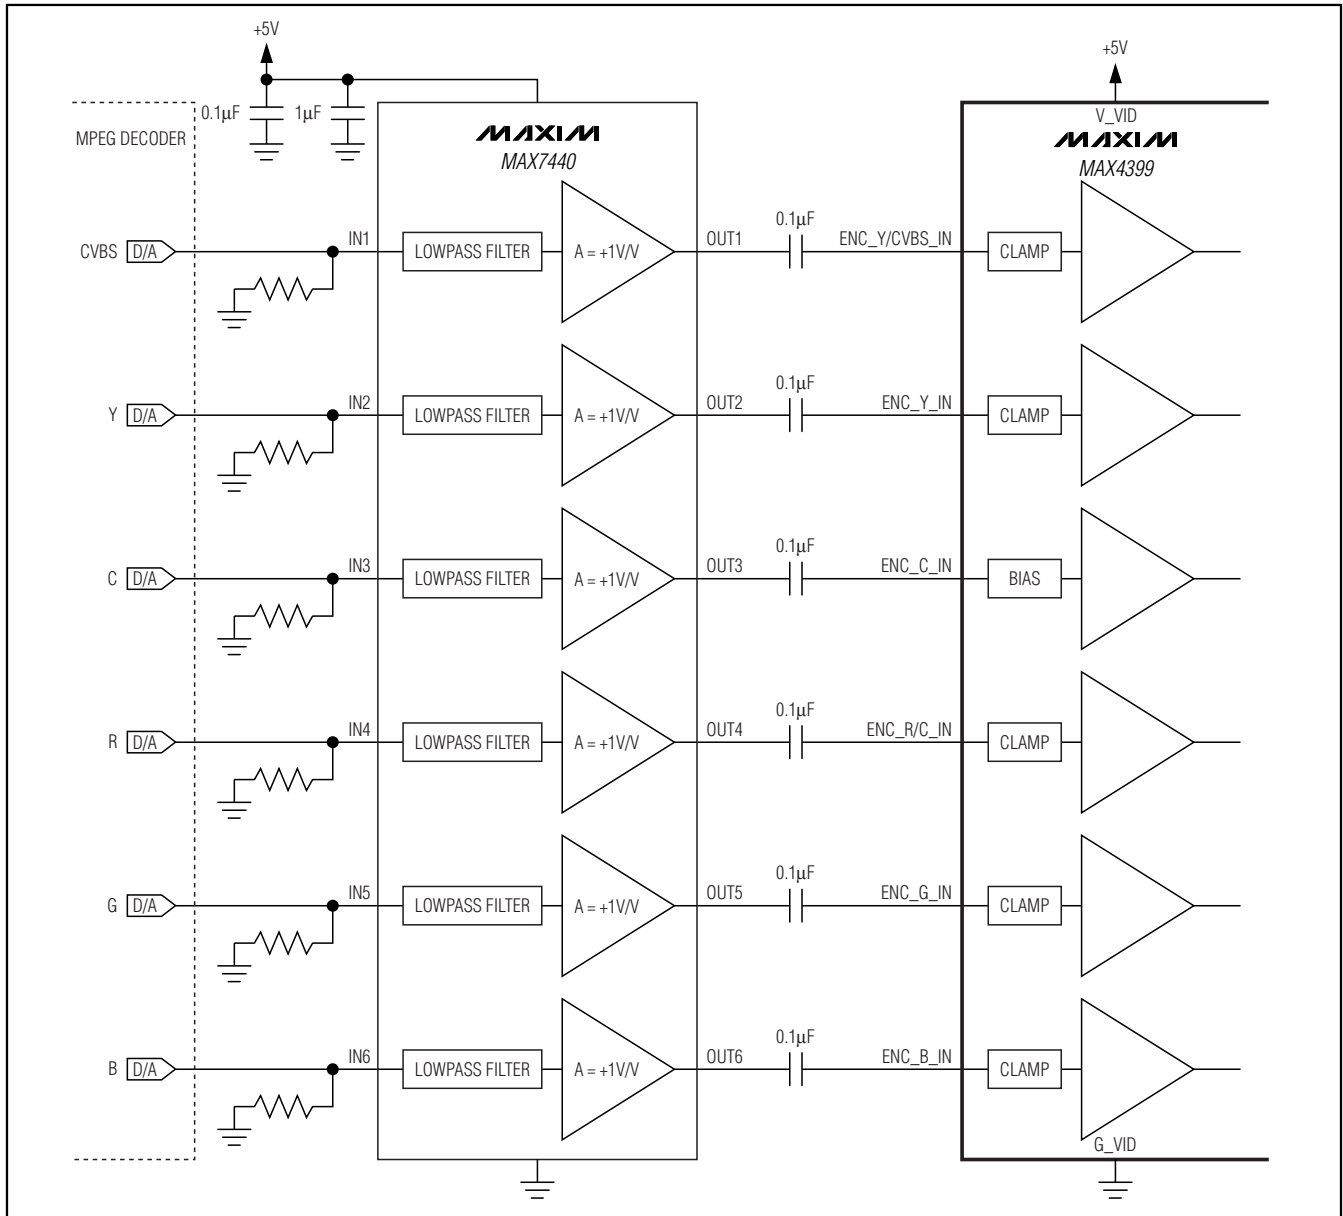 +5V
+5V
0.1µF
1µF
V_VID
MPEG DECODER
MAXIM
MAX7440
MAXIM
MAX4399
CVBS D/A IN1 LOWPASS FILTER A = +1V/V OUT1 0.1µF ENC_Y/CVBS_IN CLAMP
Y D/A IN2 LOWPASS FILTER A = +1V/V OUT2 0.1µF ENC_Y_IN CLAMP
C D/A IN3 LOWPASS FILTER A = +1V/V OUT3 0.1µF ENC_C_IN BIAS
R D/A IN4 LOWPASS FILTER A = +1V/V OUT4 0.1µF ENC_R/C_IN CLAMP
G D/A IN5 LOWPASS FILTER A = +1V/V OUT5 0.1µF ENC_G_IN CLAMP
B D/A IN6 LOWPASS FILTER A = +1V/V OUT6 0.1µF ENC_B_IN CLAMP
G_VID